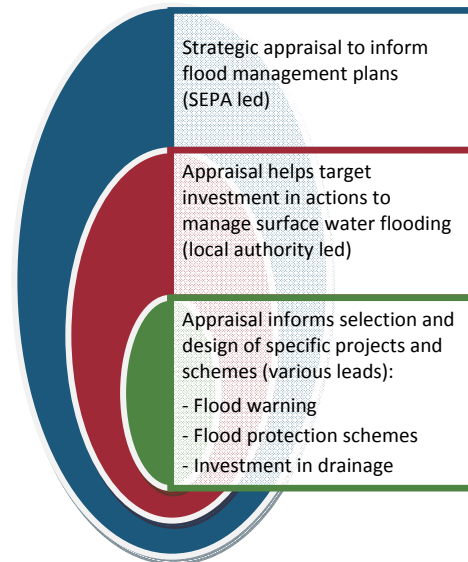 Strategic appraisal to inform
flood management plans
(SEPA led)
Appraisal helps target
investment in actions to
manage surface water flooding
(local authority led)
Appraisal informs selection and
design of specific projects and
schemes (various leads):
- Flood warning
- Flood protection schemes
- Investment in drainage